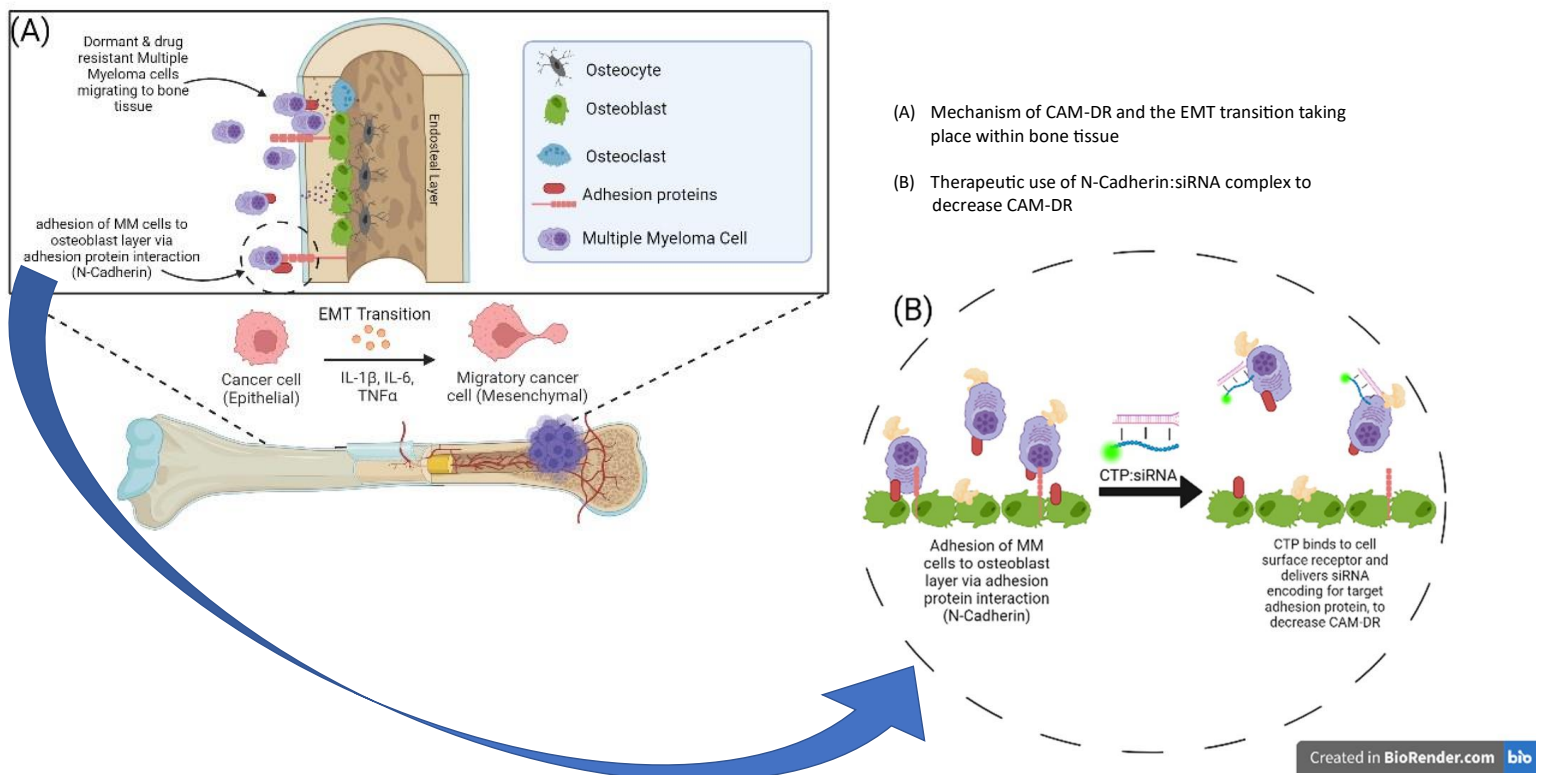 (A)
Dormant & drug
resistant Multiple
Myeloma cells
migrating to bone
tissue
adhesion of MM cells to
osteoblast layer via
adhesion protein interaction
(N-Cadherin)
Endosteal Layer
Osteocyte
Osteoblast
Osteoclast
Adhesion proteins
Multiple Myeloma Cell
EMT Transition
IL-1β, IL-6,
TNFα
Cancer cell
(Epithelial)
Migratory cancer
cell (Mesenchymal)
(A) Mechanism of CAM-DR and the EMT transition taking
place within bone tissue
(B) Therapeutic use of N-Cadherin:siRNA complex to
decrease CAM-DR
(B)
CTP:siRNA
Adhesion of MM
cells to osteoblast
layer via adhesion
protein interaction
(N-Cadherin)
CTP binds to cell
surface receptor and
delivers siRNA
encoding for target
adhesion protein, to
decrease CAM-DR
Created in BioRender.com bio